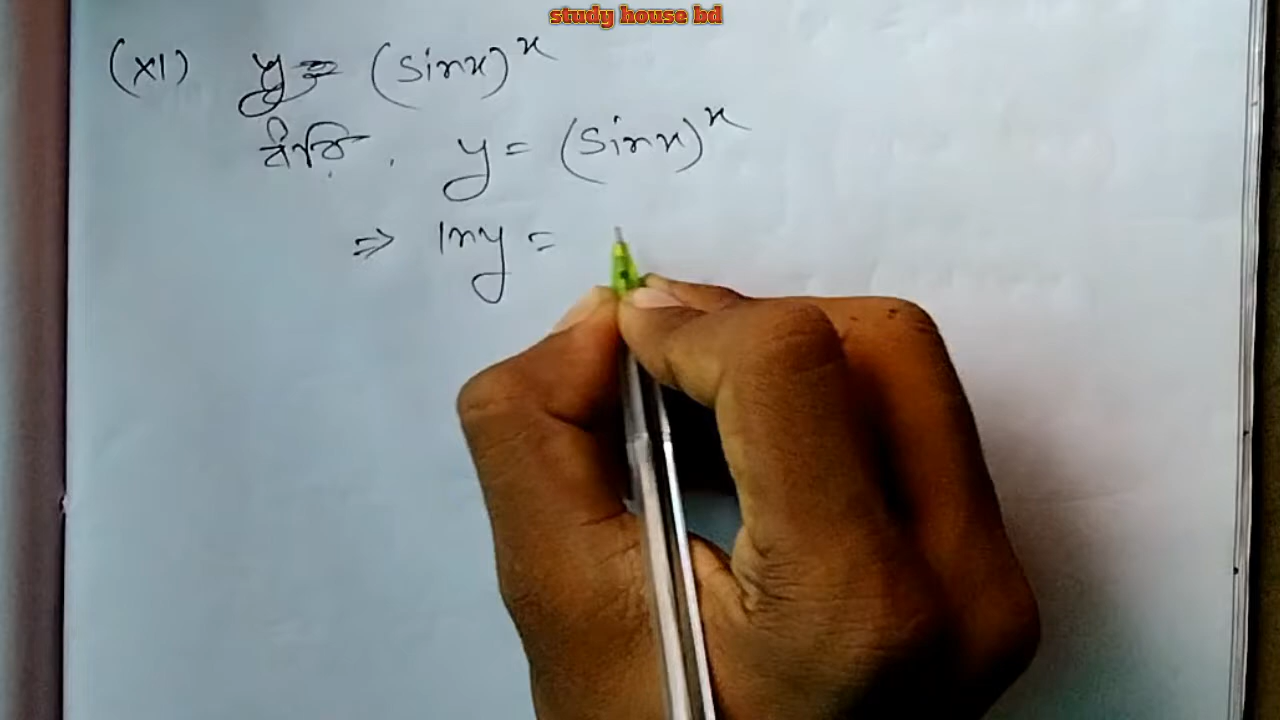 study house bd
(XI) y = (sinx)^x
ধরি, y = (sinx)^x
⇒ lny =